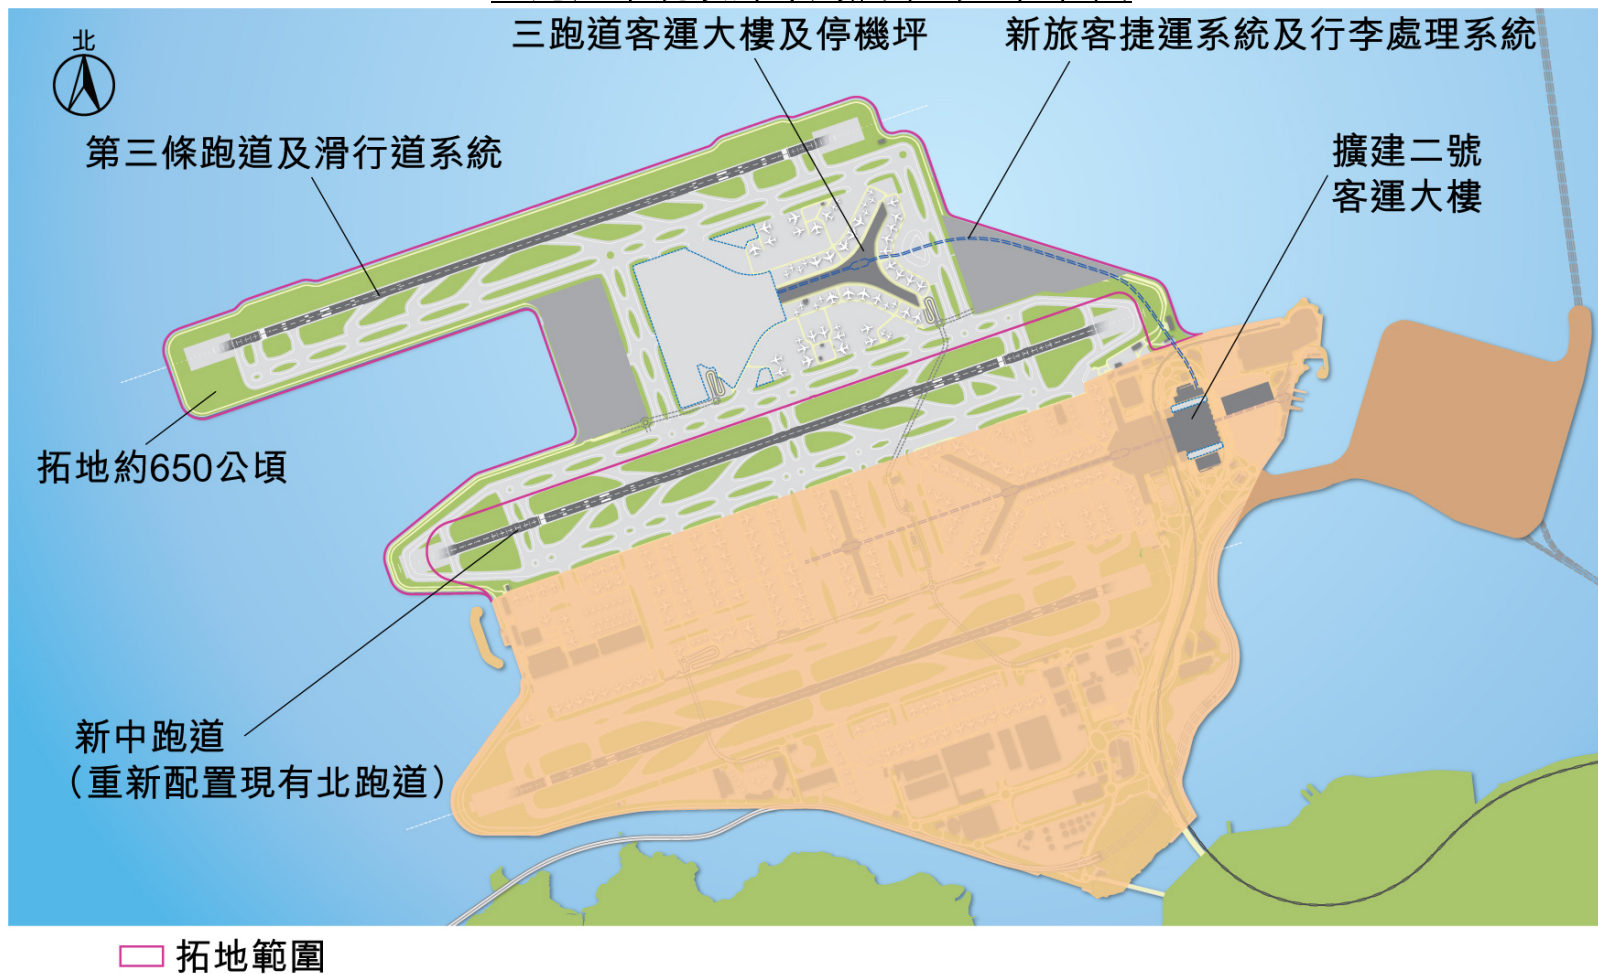 北
三跑道客運大樓及停機坪
新旅客捷運系統及行李處理系統
第三條跑道及滑行道系統
擴建二號
客運大樓
拓地約650公頃
新中跑道
（重新配置現有北跑道）
拓地範圍